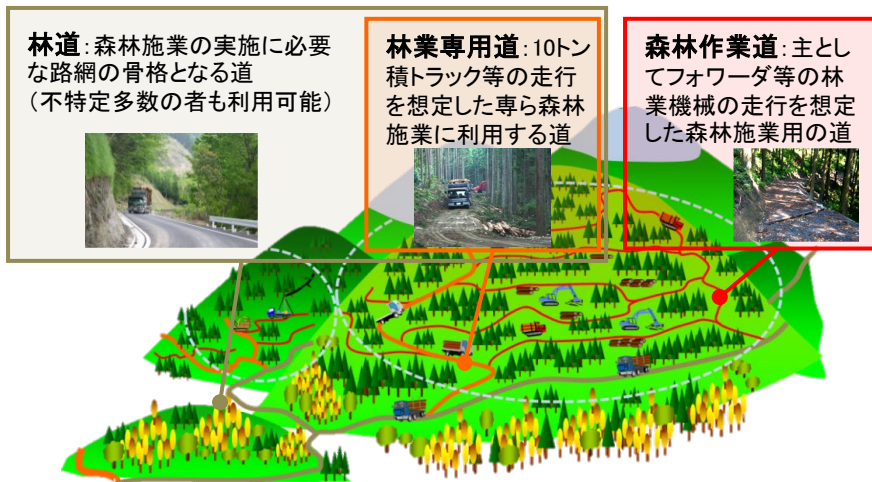 林道：森林施業の実施に必要
な路網の骨格となる道
（不特定多数の者も利用可能）
林業専用道：10トン
積トラック等の走行
を想定した専ら森林
施業に利用する道
森林作業道：主とし
てフォワーダ等の林
業機械の走行を想定
した森林施業用の道